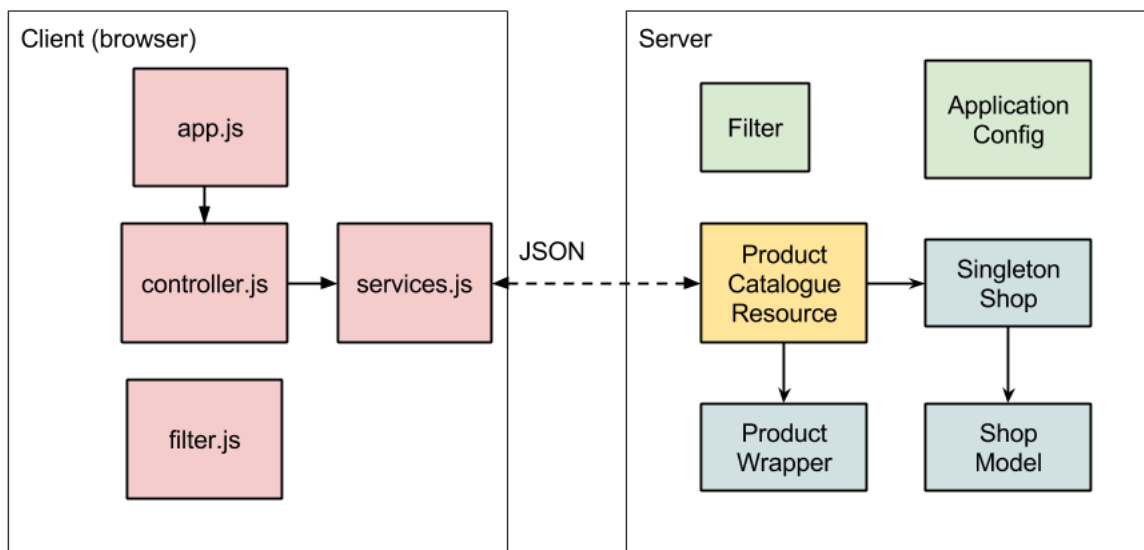 Client (browser)
app.js
controller.js
services.js
filter.js
JSON
Server
Filter
Application
Config
Product
Catalogue
Resource
Singleton
Shop
Product
Wrapper
Shop
Model